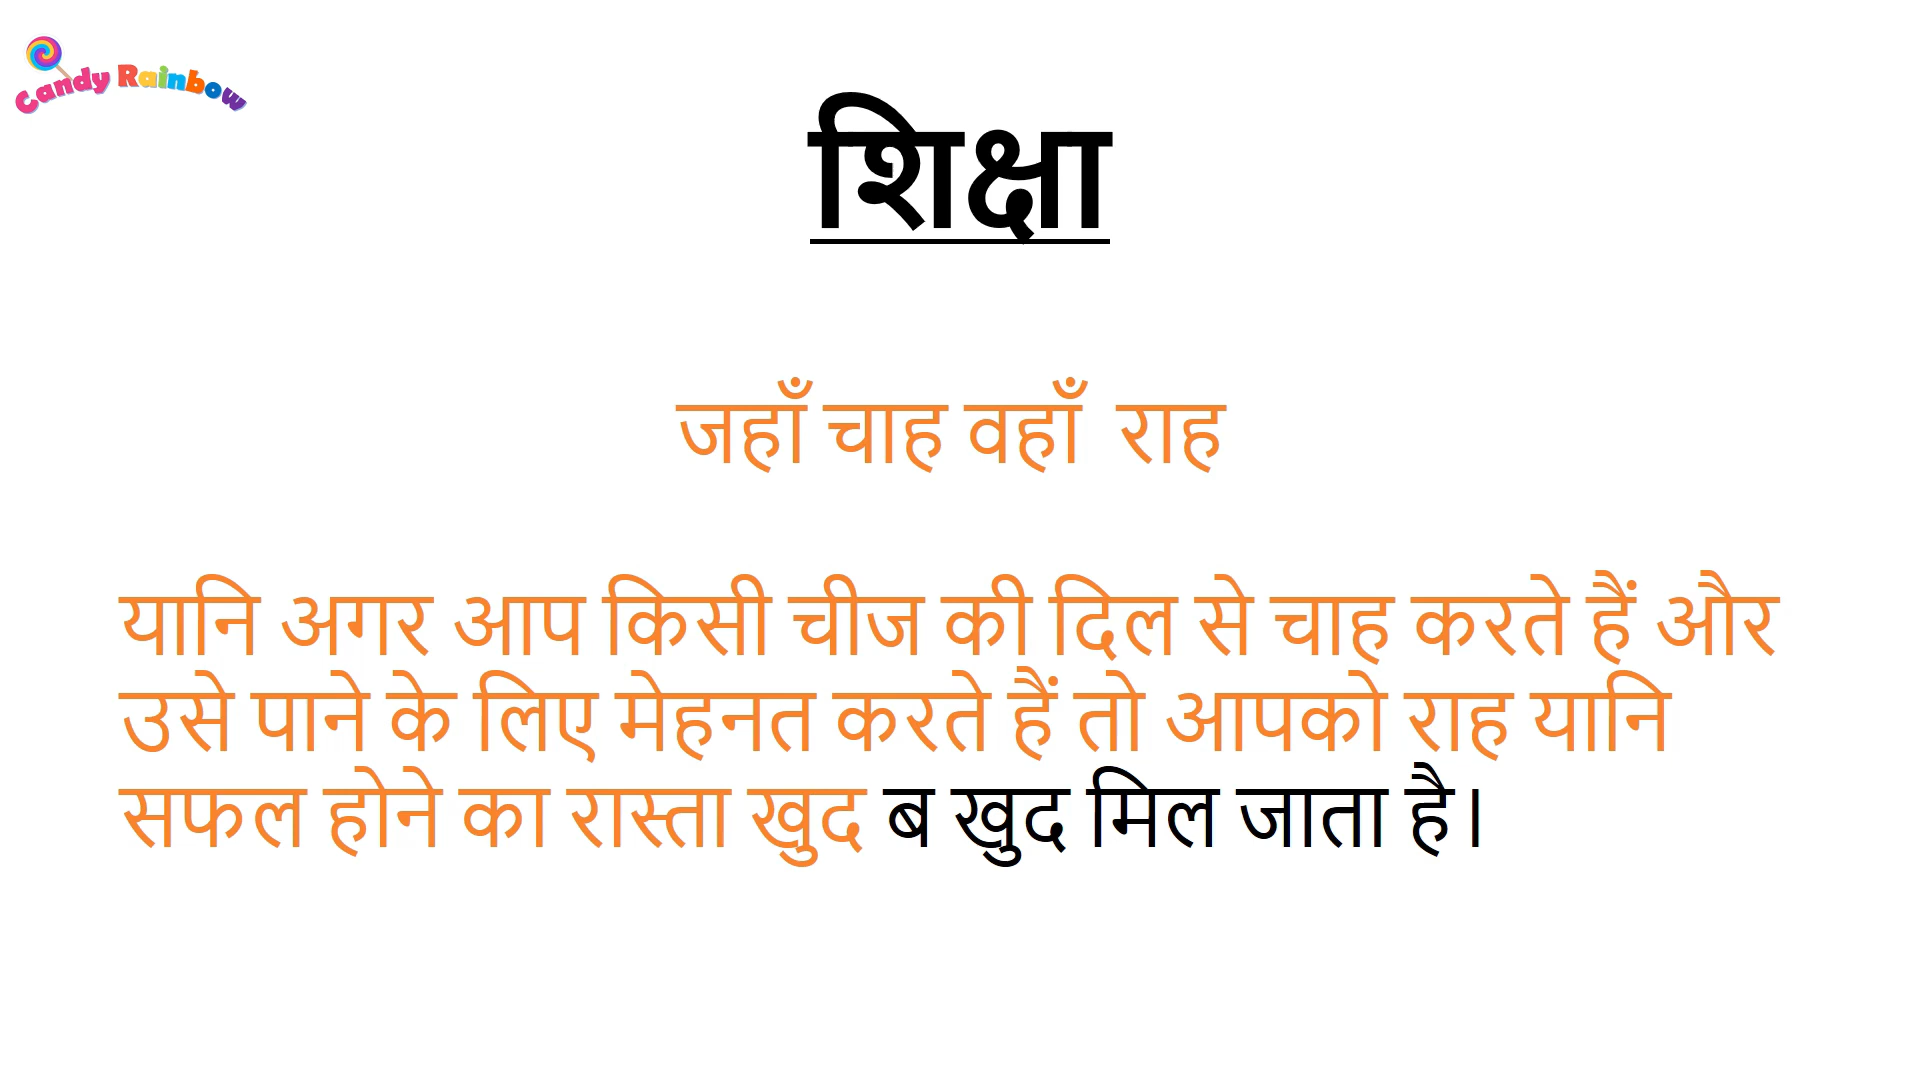 Candy Rainbow
शिक्षा
जहाँ चाह वहाँ राह
यानि अगर आप किसी चीज की दिल से चाह करते हैं और
उसे पाने के लिए मेहनत करते हैं तो आपको राह यानि
सफल होने का रास्ता खुद ब खुद मिल जाता है।